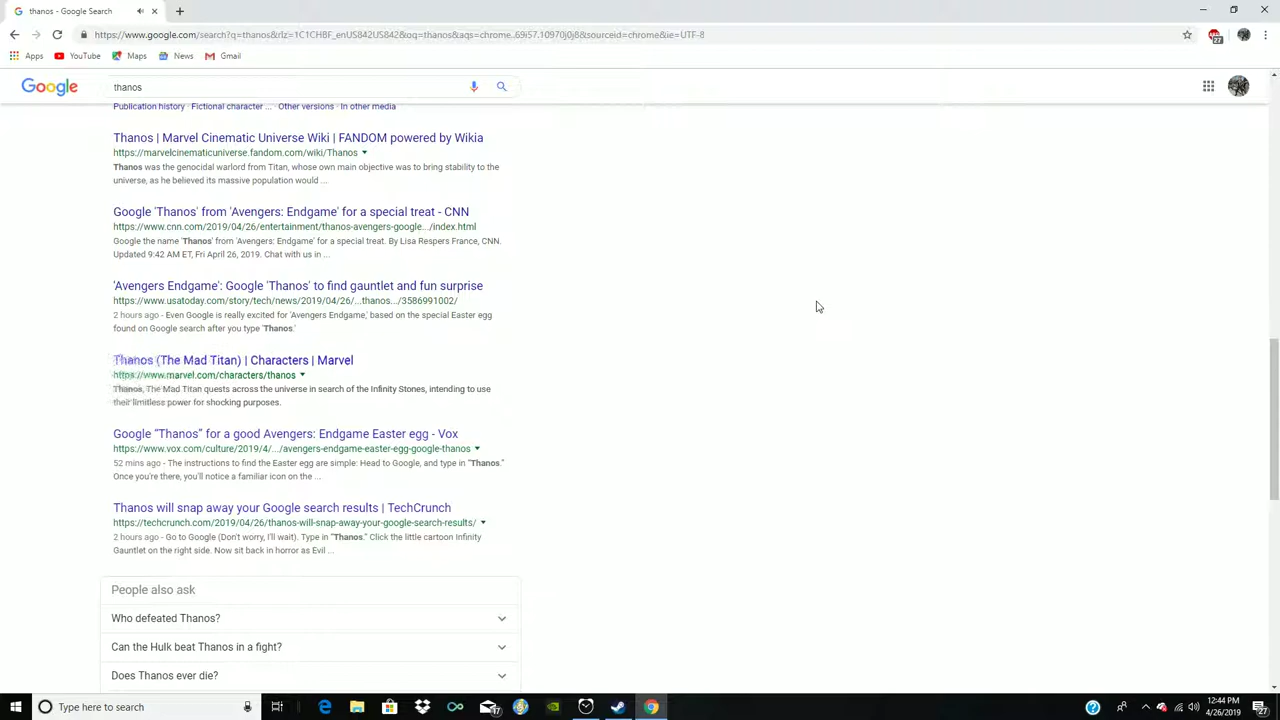 thanos - Google Search
https://www.google.com/search?q=thanos&rlz=1C1CHBF_enUS842US842&oq=thanos&aqs=chrome..69i57.10970j0j8&sourceid=chrome&ie=UTF-8
27
Apps
YouTube
Maps
News
Gmail
Google
thanos
Publication history · Fictional character ... · Other versions · In other media
Thanos | Marvel Cinematic Universe Wiki | FANDOM powered by Wikia
https://marvelcinematicuniverse.fandom.com/wiki/Thanos
Thanos was the genocidal warlord from Titan, whose own main objective was to bring stability to the
universe, as he believed its massive population would ...
Google 'Thanos' from 'Avengers: Endgame' for a special treat - CNN
https://www.cnn.com/2019/04/26/entertainment/thanos-avengers-google.../index.html
Google the name 'Thanos' from 'Avengers: Endgame' for a special treat. By Lisa Respers France, CNN.
Updated 9:42 AM ET, Fri April 26, 2019. Chat with us in ...
'Avengers Endgame': Google 'Thanos' to find gauntlet and fun surprise
https://www.usatoday.com/story/tech/news/2019/04/26/...thanos.../3586991002/
2 hours ago - Even Google is really excited for 'Avengers Endgame,' based on the special Easter egg
found on Google search after you type 'Thanos.'
Thanos (The Mad Titan) | Characters | Marvel
https://www.marvel.com/characters/thanos
Thanos, The Mad Titan quests across the universe in search of the Infinity Stones, intending to use
their limitless power for shocking purposes.
Google “Thanos” for a good Avengers: Endgame Easter egg - Vox
https://www.vox.com/culture/2019/4/.../avengers-endgame-easter-egg-google-thanos
52 mins ago - The instructions to find the Easter egg are simple: Head to Google, and type in “Thanos.”
Once you're there, you'll notice a familiar icon on the ...
Thanos will snap away your Google search results | TechCrunch
https://techcrunch.com/2019/04/26/thanos-will-snap-away-your-google-search-results/
2 hours ago - Go to Google (Don't worry, I'll wait). Type in “Thanos.” Click the little cartoon Infinity
Gauntlet on the right side. Now sit back in horror as Evil ...
People also ask
Who defeated Thanos?
Can the Hulk beat Thanos in a fight?
Does Thanos ever die?
Type here to search
12:44 PM
4/26/2019
27